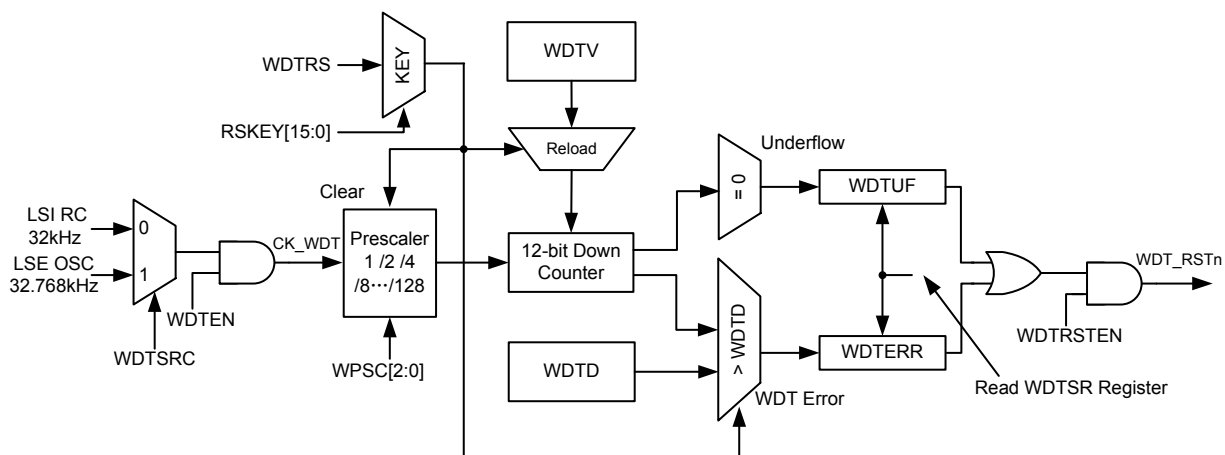 WDTRS
KEY
RSKEY[15:0]
WDTV
Reload
Clear
LSI RC
32kHz
LSE OSC
32.768kHz
0
1
WDTSRC
WDTEN
CK_WDT
Prescaler
1 /2 /4
/8⋯/128
WPSC[2:0]
12-bit Down
Counter
WDTD
= 0
Underflow
> WDTD
WDT Error
WDTUF
WDTERR
Read WDTSR Register
WDTRSTEN
WDT_RSTn